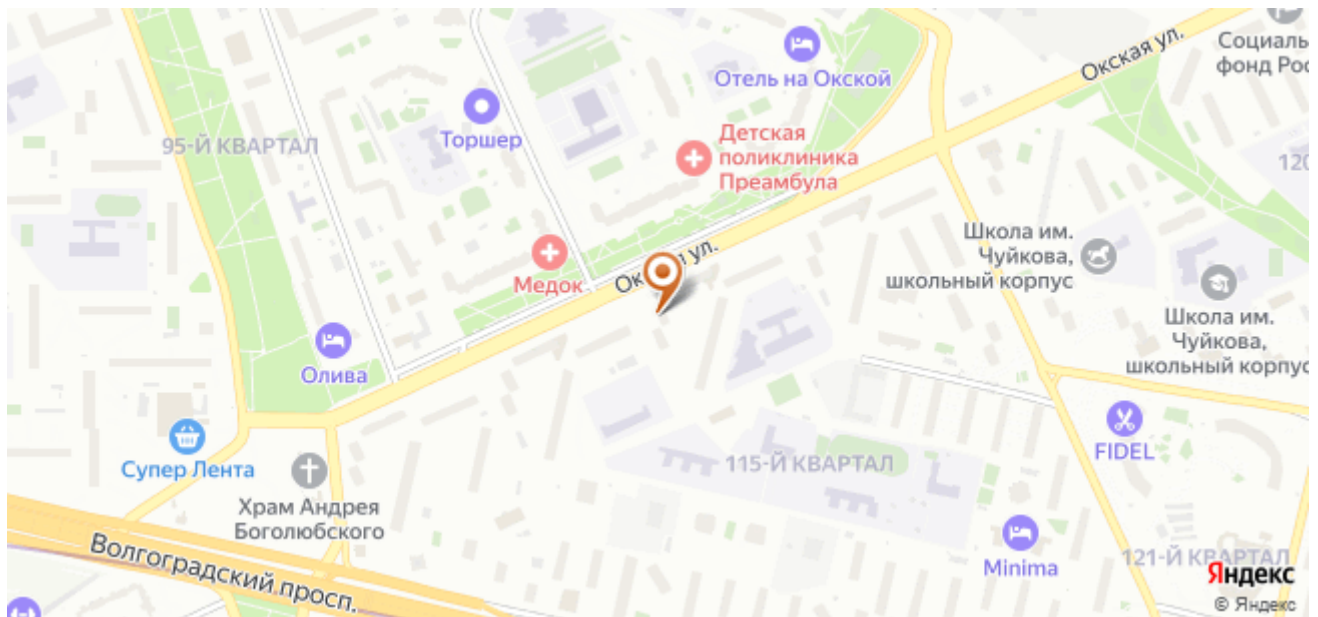 Окская ул.
Социаль
фонд Рос
Отель на Окской
Торшер
95-Й КВАРТАЛ
Детская
поликлиника
Преамбула
120
Школа им.
Чуйкова,
школьный корпус
Ок я ул.
Медок
Школа им.
Чуйкова,
школьный корпус
Олива
Супер Лента
FIDEL
115-Й КВАРТАЛ
Храм Андрея
Боголюбского
Волгоградский просп.
Minima
121-Й КВАРТАЛ
Яндекс
© Яндекс